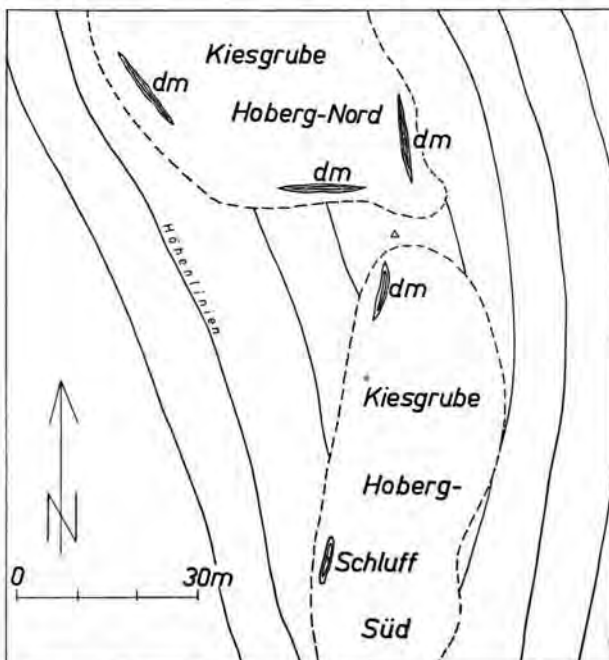 Kiesgrube
dm
Hoberg-Nord
dm
dm
Höhenlinien
dm
Kiesgrube
Hoberg-
N
Schluff
0 30m
Süd